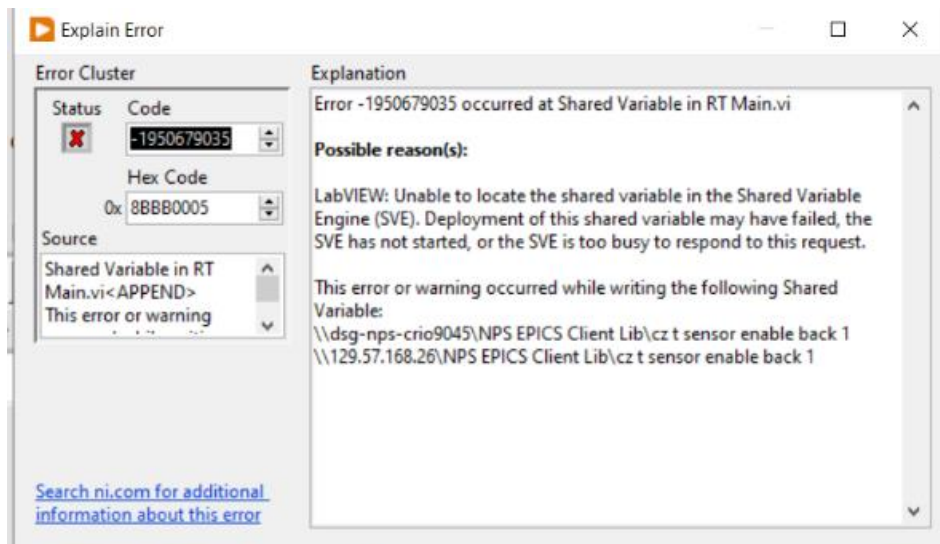 Explain Error
Error Cluster
Status Code
-1950679035
Hex Code
0x 8BBB0005
Source
Shared Variable in RT
Main.vi<APPEND>
This error or warning
Search ni.com for additional
information about this error
Explanation
Error -1950679035 occurred at Shared Variable in RT Main.vi
Possible reason(s):
LabVIEW: Unable to locate the shared variable in the Shared Variable
Engine (SVE). Deployment of this shared variable may have failed, the
SVE has not started, or the SVE is too busy to respond to this request.
This error or warning occurred while writing the following Shared
Variable:
\\dsg-nps-crio9045\NPS EPICS Client Lib\cz t sensor enable back 1
\\129.57.168.26\NPS EPICS Client Lib\cz t sensor enable back 1